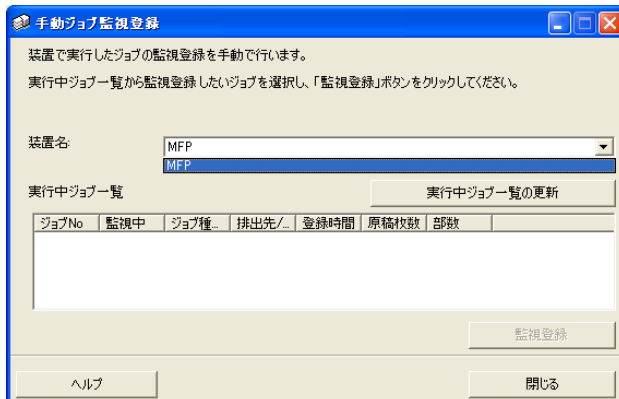 手動ジョブ監視登録
装置で実行したジョブの監視登録を手動で行います。
実行中ジョブ一覧から監視登録したいジョブを選択し、「監視登録」ボタンをクリックしてください。
装置名: MFP
MFP
実行中ジョブ一覧 実行中ジョブ一覧の更新
ジョブNo 監視中 ジョブ種... 排出先/... 登録時間 原稿枚数 部数
監視登録
ヘルプ 閉じる